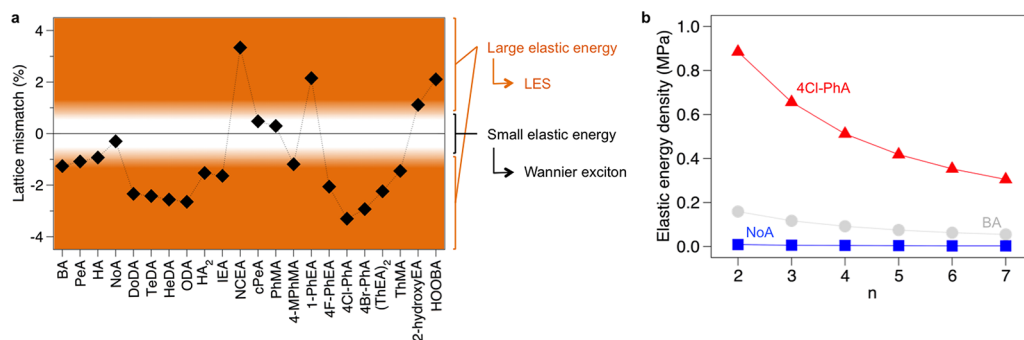 a
Lattice mismatch (%)
4
2
0
-2
-4
BA
PeA
HA
NoA
DoDA
TeDA
HeDA
ODA
HA2
IEA
NCEA
cPeA
PhMA
4-MPhMA
1-PhEA
4F-PhEA
4Cl-PhA
4Br-PhA
(ThEA)2
ThMA
2-hydroxyEA
HOOBA
Large elastic energy
LES
Small elastic energy
Wannier exciton
b
Elastic energy density (MPa)
1.0
0.8
0.6
0.4
0.2
0.0
4Cl-PhA
BA
NoA
2
3
4
5
6
7
n